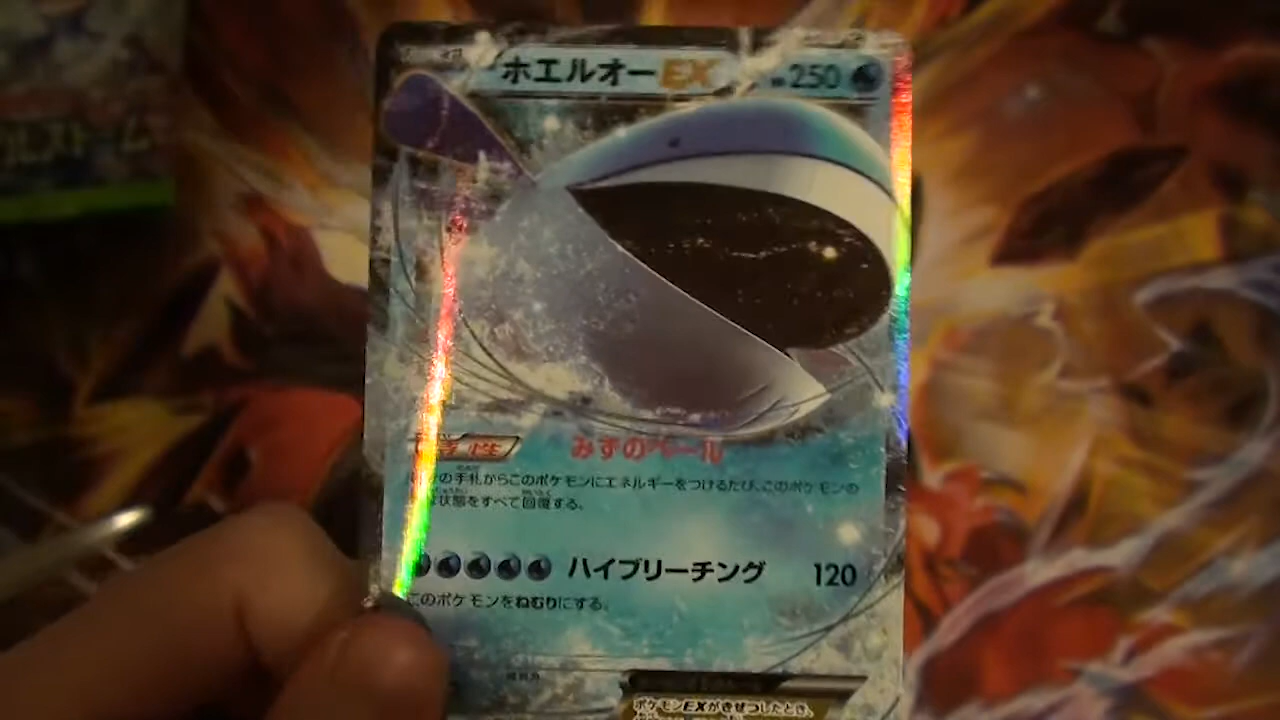 ホエルオーEX 250
みずのベール
の手札からこのポケモンにエネルギーをつけるたび、このポケモンの
状態をすべて回復する。
ハイブリーチング 120
このポケモンをねむりにする。
ポケモンEXがきぜつしたとき、